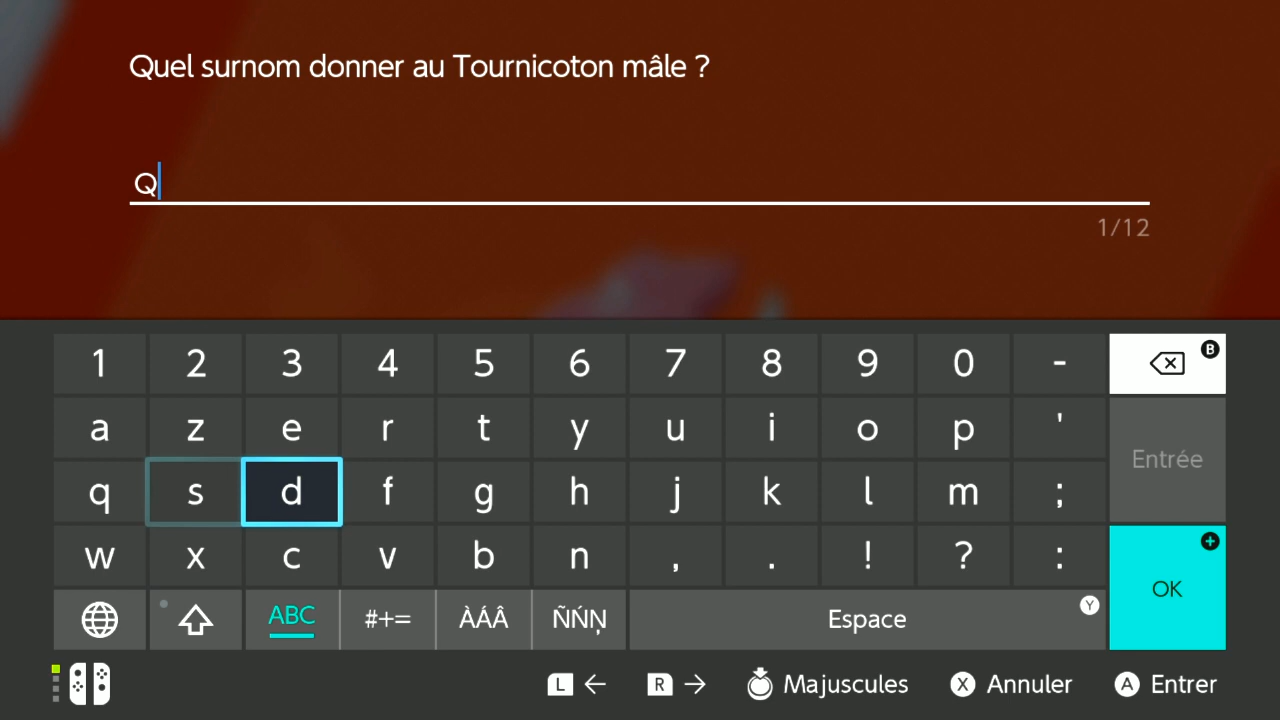 Quel surnom donner au Tournicoton mâle ?
Q
1/12
1 2 3 4 5 6 7 8 9 0 - B
a z e r t y u i o p '
Entrée
q s d f g h j k l m ;
w x c v b n , . ! ? : +
OK
ABC #+= ÀÁÂ ÑŃŅ Espace Y
L ← R → Majuscules X Annuler A Entrer